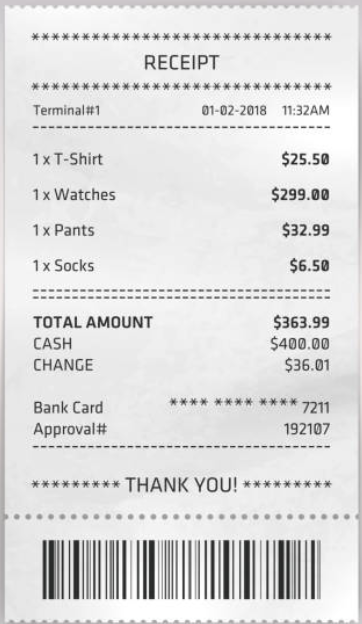 ******************************
RECEIPT
******************************
Terminal#1 01-02-2018 11:32AM
1 x T-Shirt $25.50
1 x Watches $299.00
1 x Pants $32.99
1 x Socks $6.50
TOTAL AMOUNT $363.99
CASH $400.00
CHANGE $36.01
Bank Card **** **** **** 7211
Approval# 192107
********* THANK YOU! *********